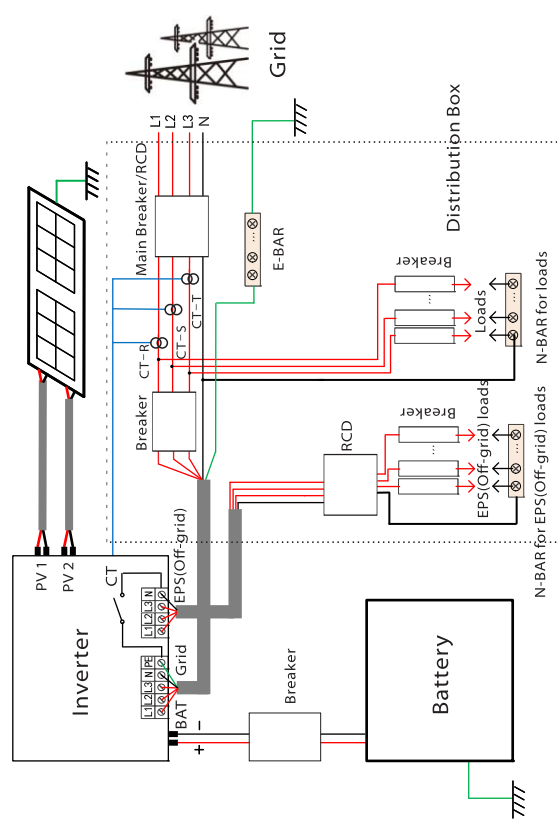 Grid
L1
L2
L3
N
Main Breaker/RCD
Distribution Box
E-BAR
...
CT-R
CT-S
CT-T
Breaker
Breaker
...
Loads
N-BAR for loads
...
RCD
Breaker
...
EPS(Off-grid) loads
N-BAR for EPS(Off-grid) loads
...
PV 1
PV 2
CT
EPS(Off-grid)
L1 L2 L3 N
Inverter
Grid
L1 L2 L3 N PE
BAT
+ −
Breaker
Battery